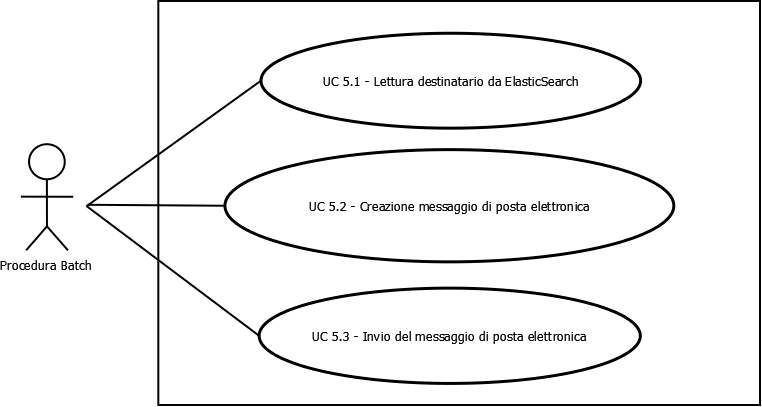 UC 5.1 - Lettura destinatario da ElasticSearch
UC 5.2 - Creazione messaggio di posta elettronica
Procedura Batch
UC 5.3 - Invio del messaggio di posta elettronica